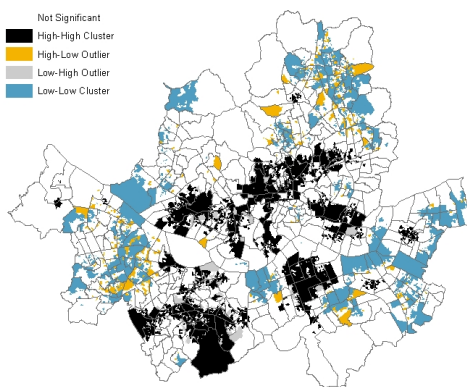 Not Significant
High-High Cluster
High-Low Outlier
Low-High Outlier
Low-Low Cluster